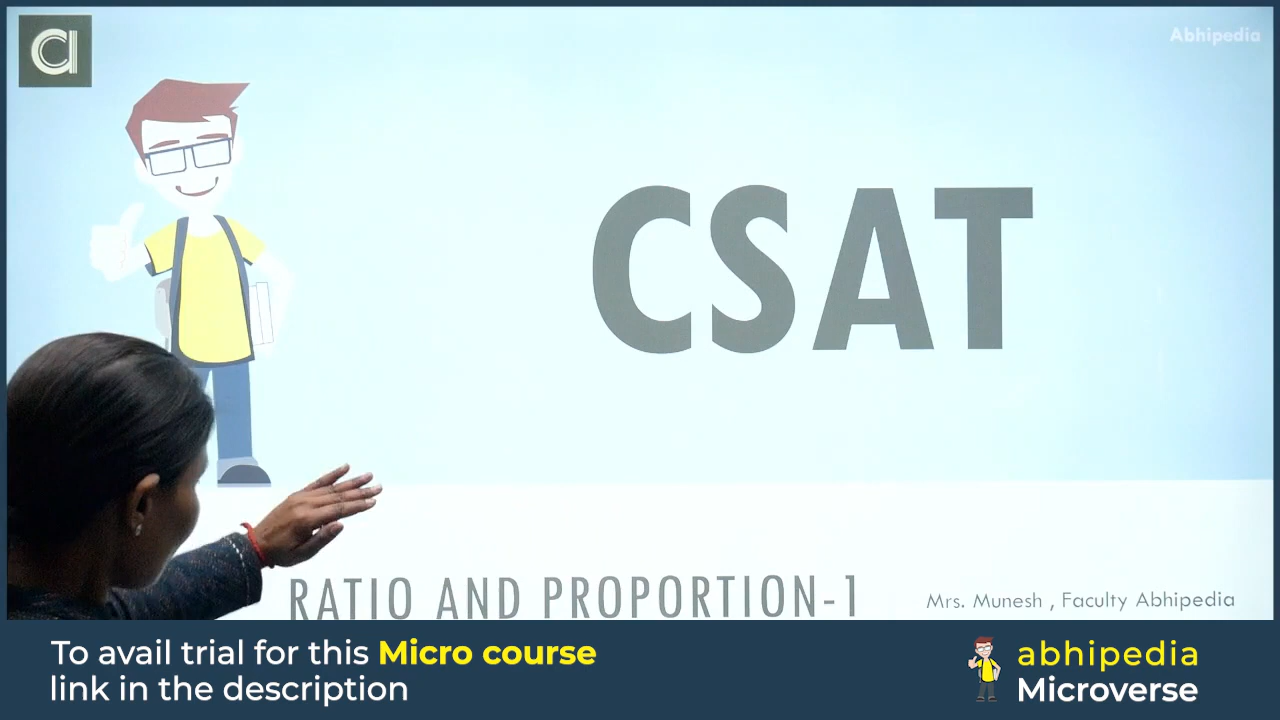 Abhipedia
CSAT
RATIO AND PROPORTION-1
Mrs. Munesh , Faculty Abhipedia
To avail trial for this Micro course
link in the description
abhipedia
Microverse